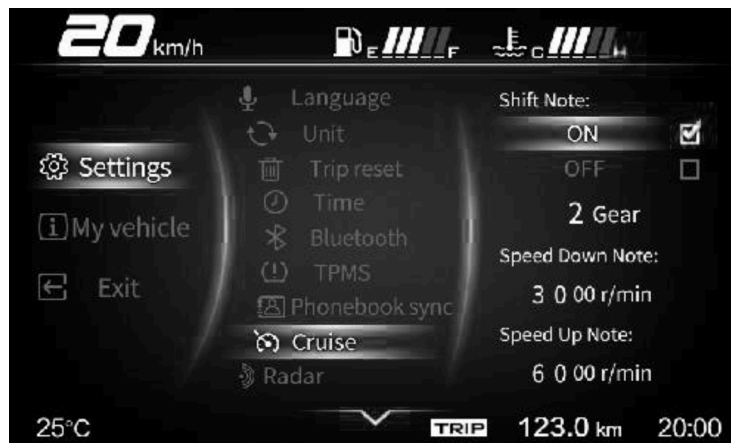 20 km/h
E F
C H
Language
Unit
Trip reset
Time
Bluetooth
TPMS
Phonebook sync
Cruise
Radar
Settings
My vehicle
Exit
Shift Note:
ON
OFF
2 Gear
Speed Down Note:
3 0 00 r/min
Speed Up Note:
6 0 00 r/min
25°C
TRIP 123.0 km
20:00